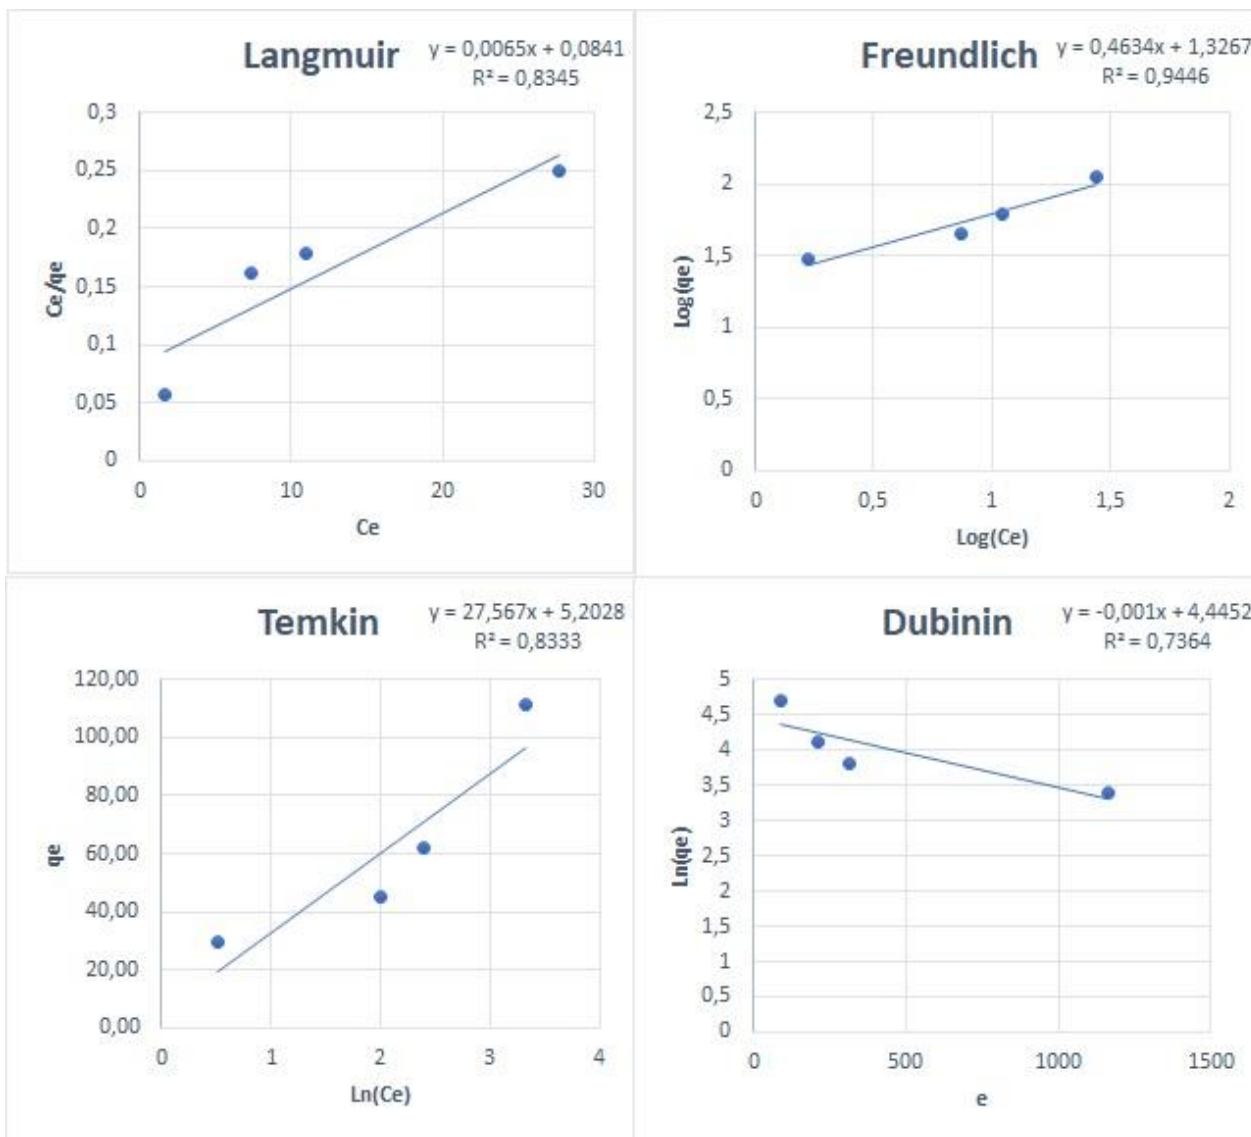 Langmuir
y = 0,0065x + 0,0841
R² = 0,8345
0,3
0,25
0,2
0,15
0,1
0,05
0
Ce/qe
0 10 20 30
Ce
Freundlich
y = 0,4634x + 1,3267
R² = 0,9446
2,5
2
1,5
1
0,5
0
Log(qe)
0 0,5 1 1,5 2
Log(Ce)
Temkin
y = 27,567x + 5,2028
R² = 0,8333
120,00
100,00
80,00
60,00
40,00
20,00
0,00
qe
0 1 2 3 4
Ln(Ce)
Dubinin
y = -0,001x + 4,4452
R² = 0,7364
5
4,5
4
3,5
3
2,5
2
1,5
1
0,5
0
Ln(qe)
0 500 1000 1500
e